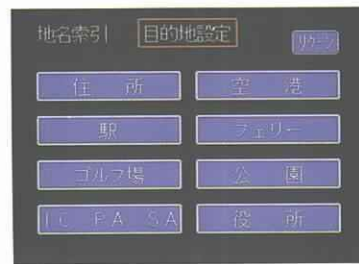 地名索引 目的地設定 リターン
住所 空港
駅 フェリー
ゴルフ場 公園
IC PA SA 役所